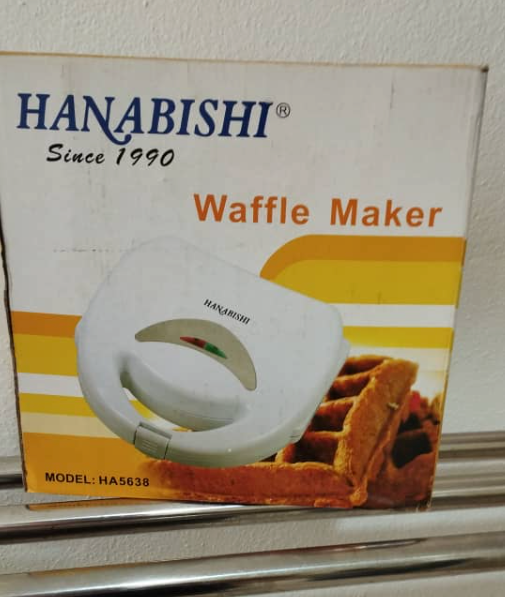 HANABISHI®
Since 1990
Waffle Maker
HANABISHI
MODEL: HA5638